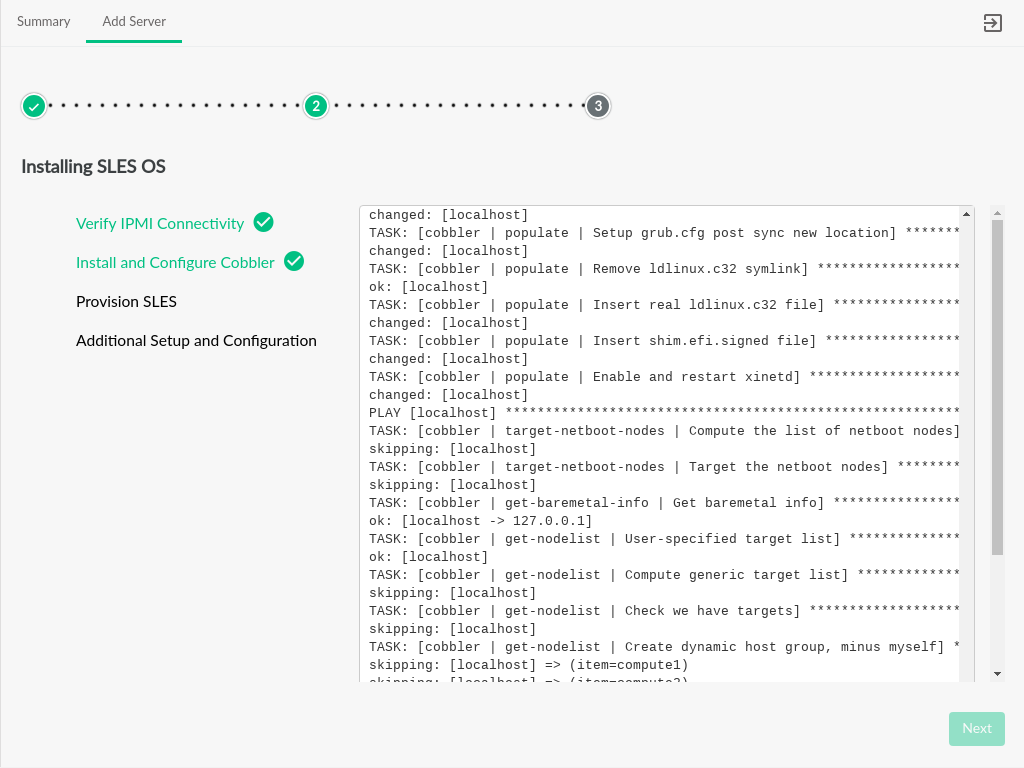 Summary
Add Server
2
3
Installing SLES OS
Verify IPMI Connectivity
Install and Configure Cobbler
Provision SLES
Additional Setup and Configuration
changed: [localhost]
TASK: [cobbler | populate | Setup grub.cfg post sync new location] *******
changed: [localhost]
TASK: [cobbler | populate | Remove ldlinux.c32 symlink] ******************
ok: [localhost]
TASK: [cobbler | populate | Insert real ldlinux.c32 file] ****************
changed: [localhost]
TASK: [cobbler | populate | Insert shim.efi.signed file] *****************
changed: [localhost]
TASK: [cobbler | populate | Enable and restart xinetd] *******************
changed: [localhost]
PLAY [localhost] *********************************************************
TASK: [cobbler | target-netboot-nodes | Compute the list of netboot nodes]
skipping: [localhost]
TASK: [cobbler | target-netboot-nodes | Target the netboot nodes] ********
skipping: [localhost]
TASK: [cobbler | get-baremetal-info | Get baremetal info] ****************
ok: [localhost -> 127.0.0.1]
TASK: [cobbler | get-nodelist | User-specified target list] **************
ok: [localhost]
TASK: [cobbler | get-nodelist | Compute generic target list] *************
skipping: [localhost]
TASK: [cobbler | get-nodelist | Check we have targets] *******************
skipping: [localhost]
TASK: [cobbler | get-nodelist | Create dynamic host group, minus myself] *
skipping: [localhost] => (item=compute1)
skipping: [localhost] => (item=compute2)
Next